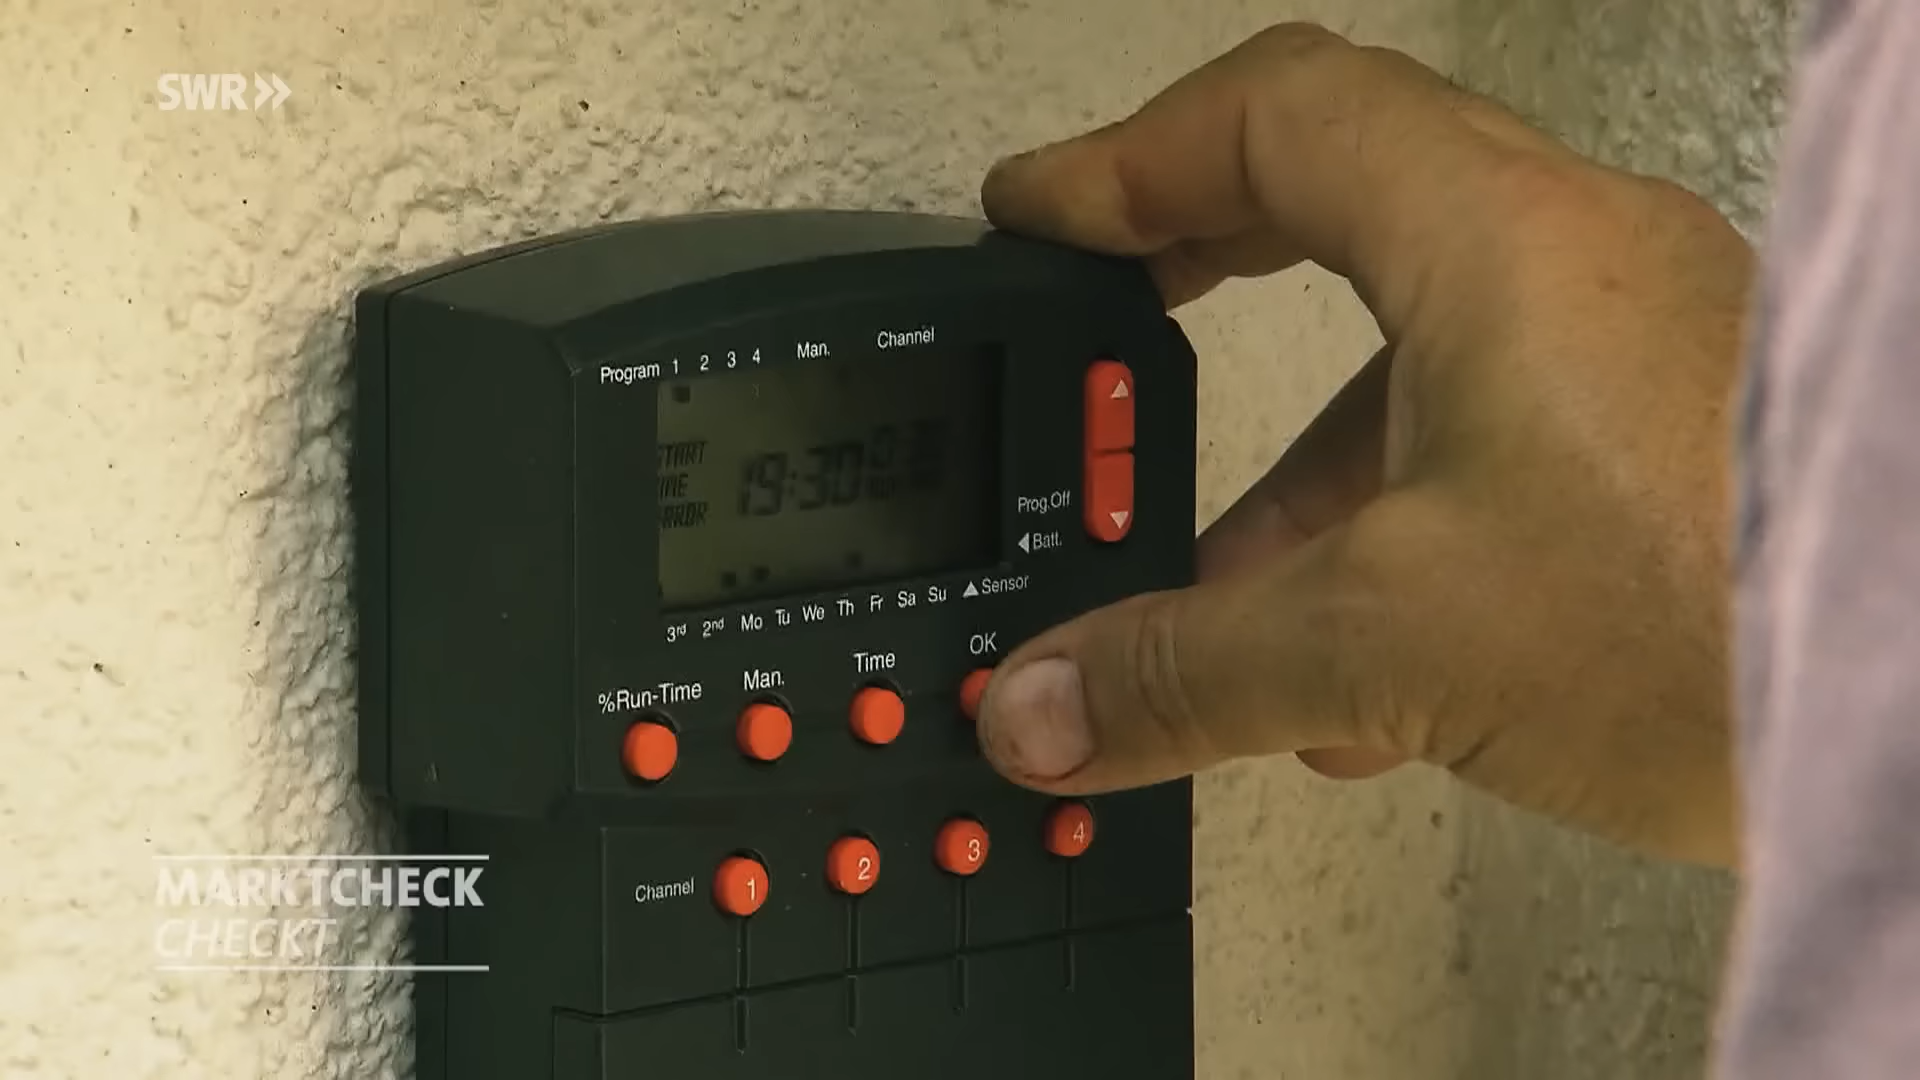 SWR
Program 1 2 3 4 Man. Channel
START
TIME
ERROR
19:30
Prog.Off
Batt.
Sensor
3rd 2nd Mo Tu We Th Fr Sa Su
%Run-Time Man. Time OK
Channel 1 2 3 4
MARKTCHECK
CHECKT